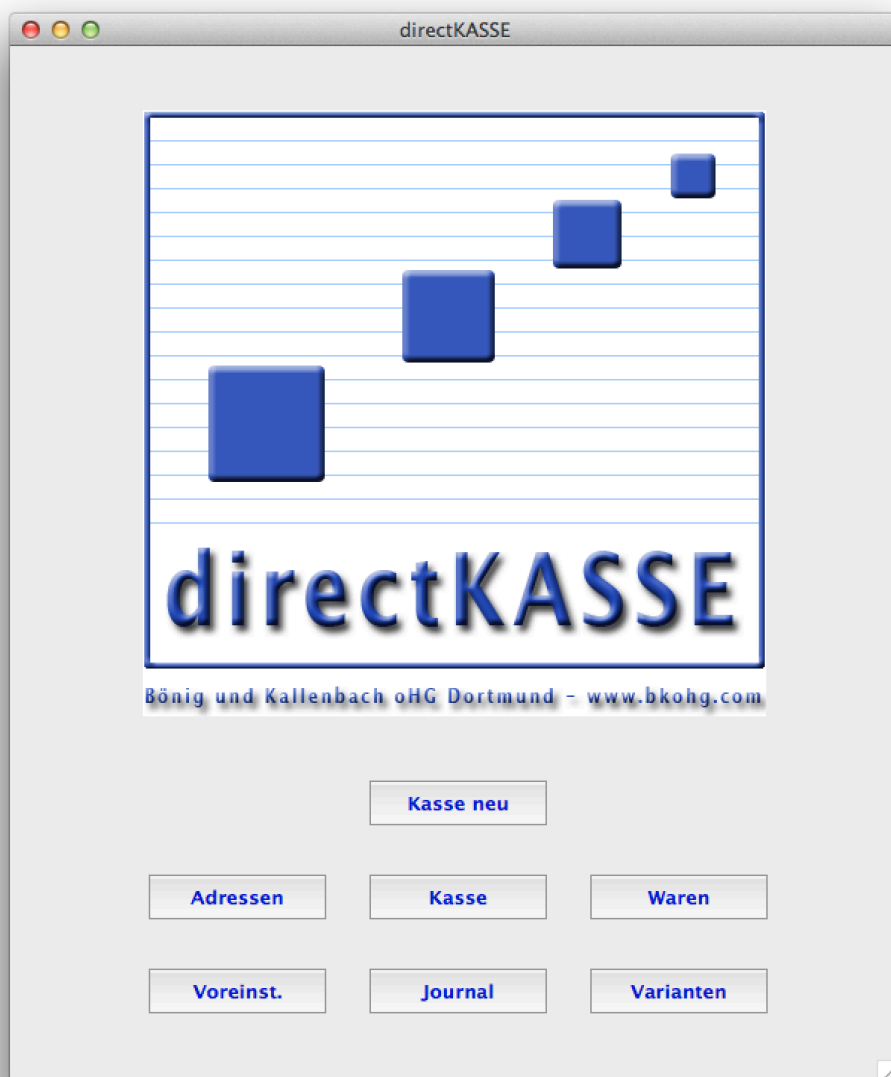 directKASSE
directKASSE
Bönig und Kallenbach oHG Dortmund – www.bkohg.com
Kasse neu
Adressen Kasse Waren
Voreinst. Journal Varianten